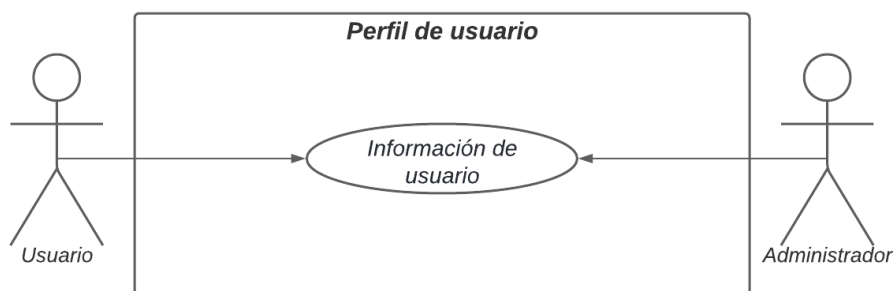 Perfil de usuario
Información de
usuario
Usuario
Administrador